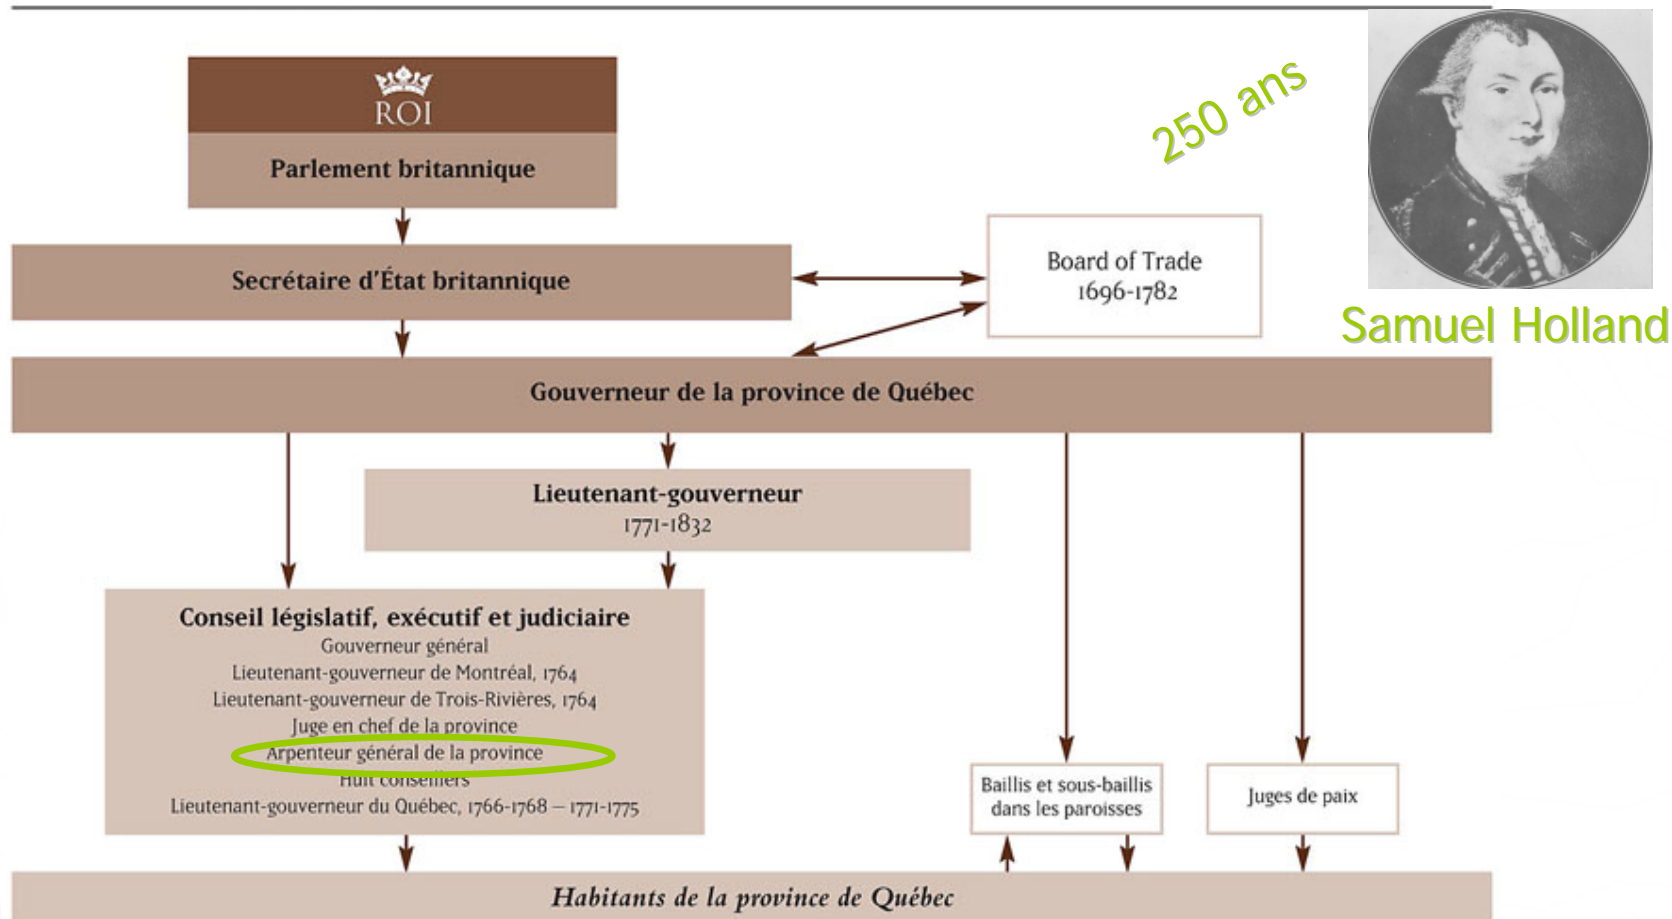 ROI
Parlement britannique
250 ans
Secrétaire d'État britannique
Board of Trade
1696-1782
Samuel Holland
Gouverneur de la province de Québec
Lieutenant-gouverneur
1771-1832
Conseil législatif, exécutif et judiciaire
Gouverneur général
Lieutenant-gouverneur de Montréal, 1764
Lieutenant-gouverneur de Trois-Rivières, 1764
Juge en chef de la province
Arpenteur général de la province
Huit conseillers
Lieutenant-gouverneur du Québec, 1766-1768 – 1771-1775
Baillis et sous-baillis
dans les paroisses
Juges de paix
Habitants de la province de Québec